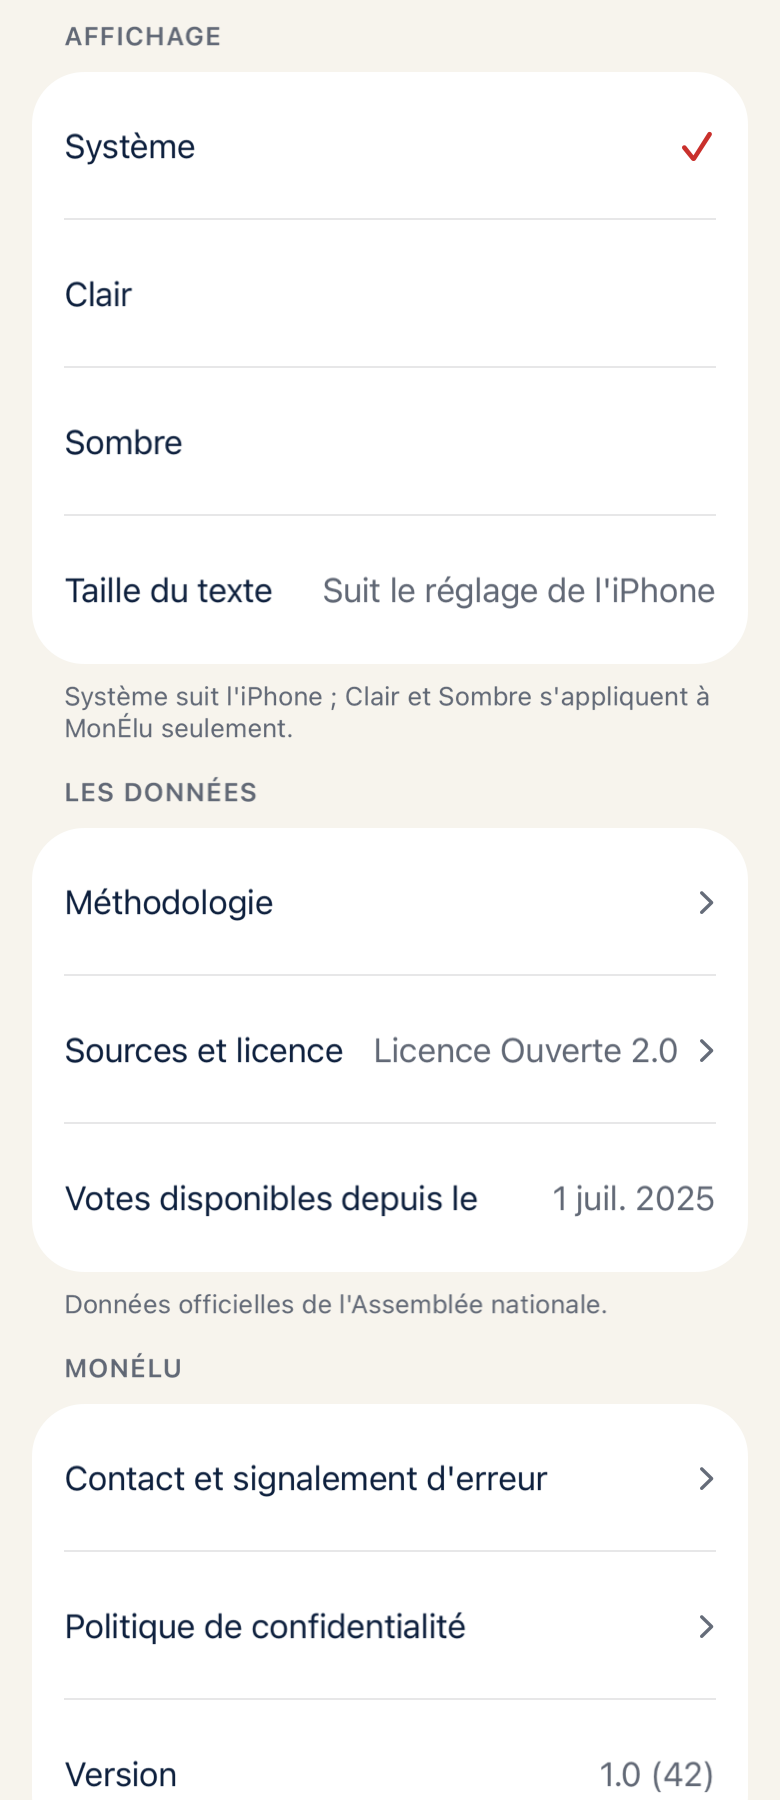 AFFICHAGE
Système
Clair
Sombre
Taille du texte Suit le réglage de l'iPhone
Système suit l'iPhone ; Clair et Sombre s'appliquent à
MonÉlu seulement.
LES DONNÉES
Méthodologie
Sources et licence Licence Ouverte 2.0
Votes disponibles depuis le 1 juil. 2025
Données officielles de l'Assemblée nationale.
MONÉLU
Contact et signalement d'erreur
Politique de confidentialité
Version 1.0 (42)